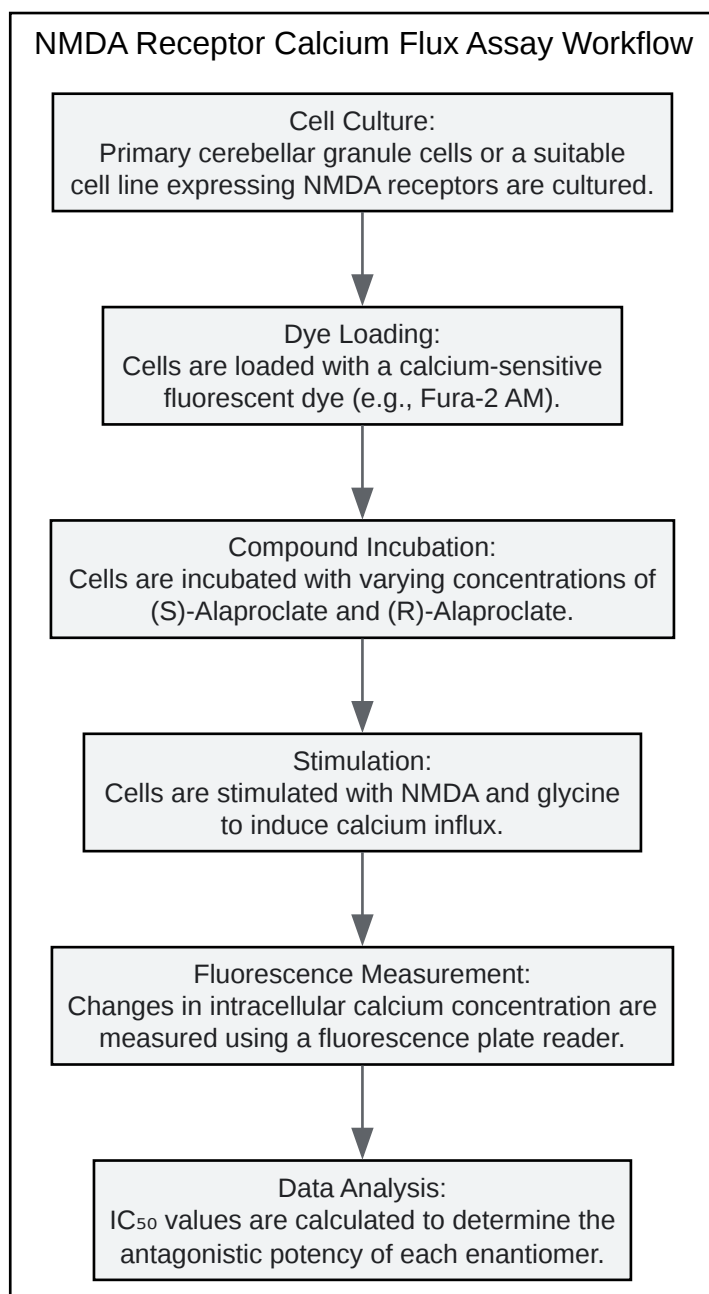 NMDA Receptor Calcium Flux Assay Workflow
Cell Culture:
Primary cerebellar granule cells or a suitable
cell line expressing NMDA receptors are cultured.
Dye Loading:
Cells are loaded with a calcium-sensitive
fluorescent dye (e.g., Fura-2 AM).
Compound Incubation:
Cells are incubated with varying concentrations of
(S)-Alaproclate and (R)-Alaproclate.
Stimulation:
Cells are stimulated with NMDA and glycine
to induce calcium influx.
Fluorescence Measurement:
Changes in intracellular calcium concentration are
measured using a fluorescence plate reader.
Data Analysis:
IC₅₀ values are calculated to determine the
antagonistic potency of each enantiomer.